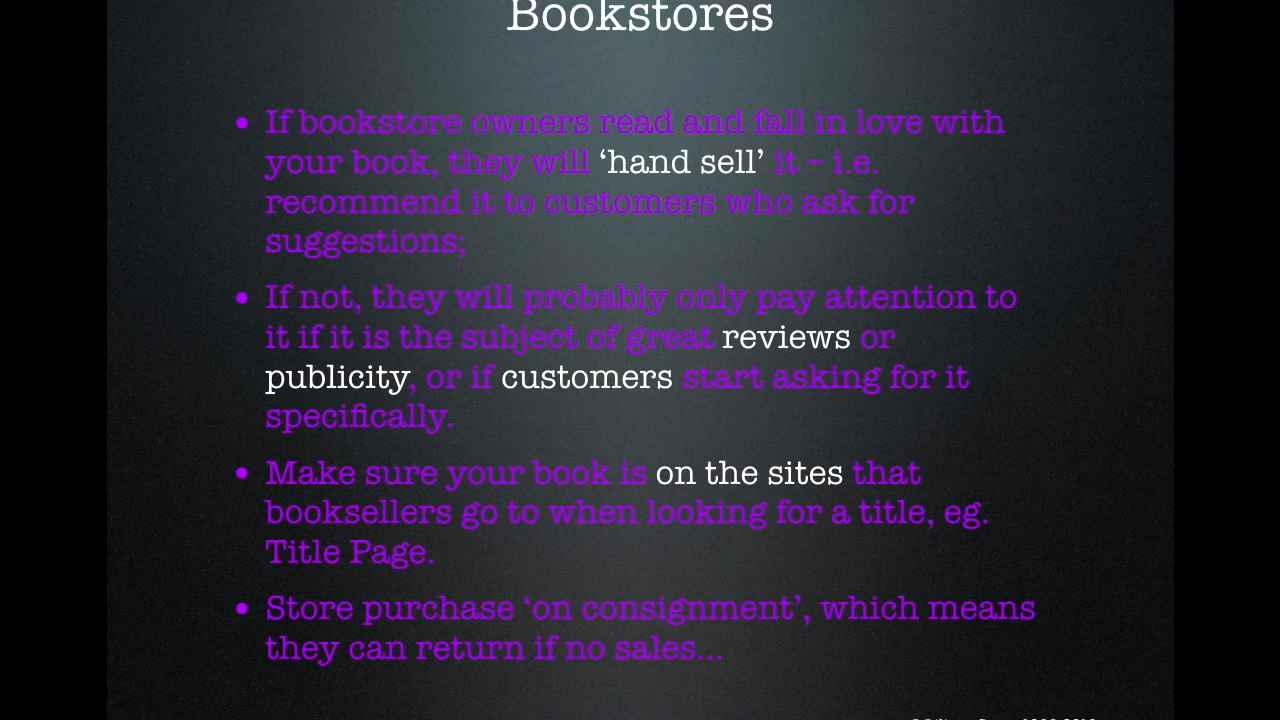 Bookstores
• If bookstore owners read and fall in love with
your book, they will ‘hand sell’ it – i.e.
recommend it to customers who ask for
suggestions;
• If not, they will probably only pay attention to
it if it is the subject of great reviews or
publicity, or if customers start asking for it
specifically.
• Make sure your book is on the sites that
booksellers go to when looking for a title, eg.
Title Page.
• Store purchase ‘on consignment’, which means
they can return if no sales...